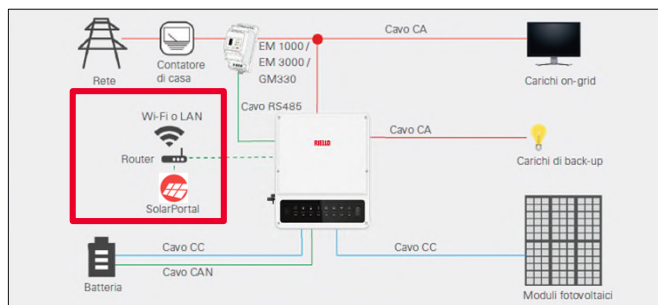 Cavo CA
EM 1000 /
EM 3000 /
GM330
Rete
Contatore
di casa
Carichi on-grid
Cavo RS485
Wi-Fi o LAN
Cavo CA
RIELLO
Router
Carichi di back-up
SolarPortal
Cavo CC
Cavo CC
Cavo CAN
Batteria
Moduli fotovoltaici